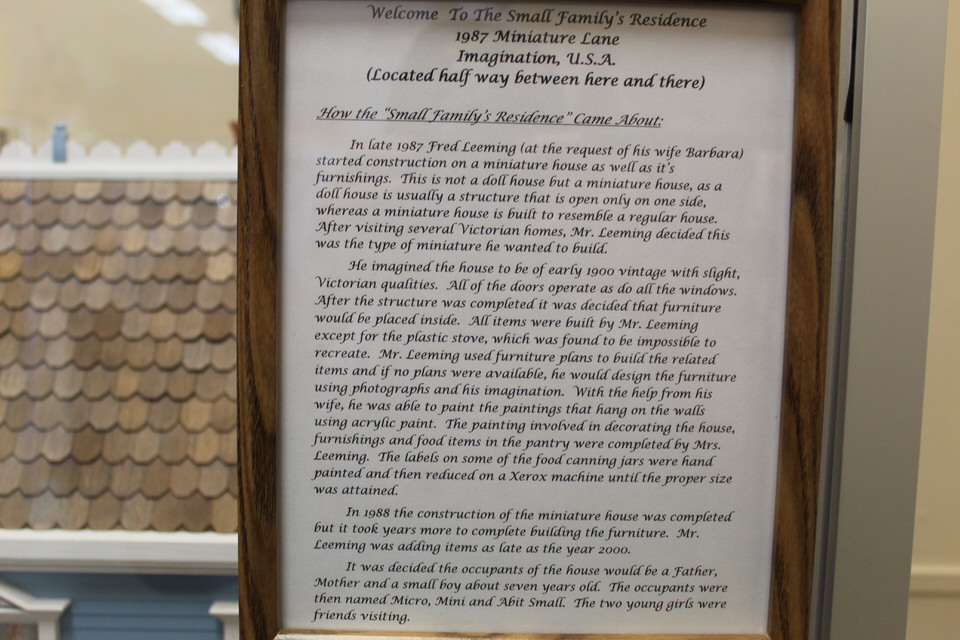 Welcome To The Small Family's Residence
1987 Miniature Lane
Imagination, U.S.A.
(Located half way between here and there)
How the "Small Family's Residence" Came About:
In late 1987 Fred Leeming (at the request of his wife Barbara)
started construction on a miniature house as well as it's
furnishings. This is not a doll house but a miniature house, as a
doll house is usually a structure that is open only on one side,
whereas a miniature house is built to resemble a regular house.
After visiting several Victorian homes, Mr. Leeming decided this
was the type of miniature he wanted to build.
He imagined the house to be of early 1900 vintage with slight,
Victorian qualities. All of the doors operate as do all the windows.
After the structure was completed it was decided that furniture
would be placed inside. All items were built by Mr. Leeming
except for the plastic stove, which was found to be impossible to
recreate. Mr. Leeming used furniture plans to build the related
items and if no plans were available, he would design the furniture
using photographs and his imagination. With the help from his
wife, he was able to paint the paintings that hang on the walls
using acrylic paint. The painting involved in decorating the house,
furnishings and food items in the pantry were completed by Mrs.
Leeming. The labels on some of the food canning jars were hand
painted and then reduced on a Xerox machine until the proper size
was attained.
In 1988 the construction of the miniature house was completed
but it took years more to complete building the furniture. Mr.
Leeming was adding items as late as the year 2000.
It was decided the occupants of the house would be a Father,
Mother and a small boy about seven years old. The occupants were
then named Micro, Mini and Abit Small. The two young girls were
friends visiting.